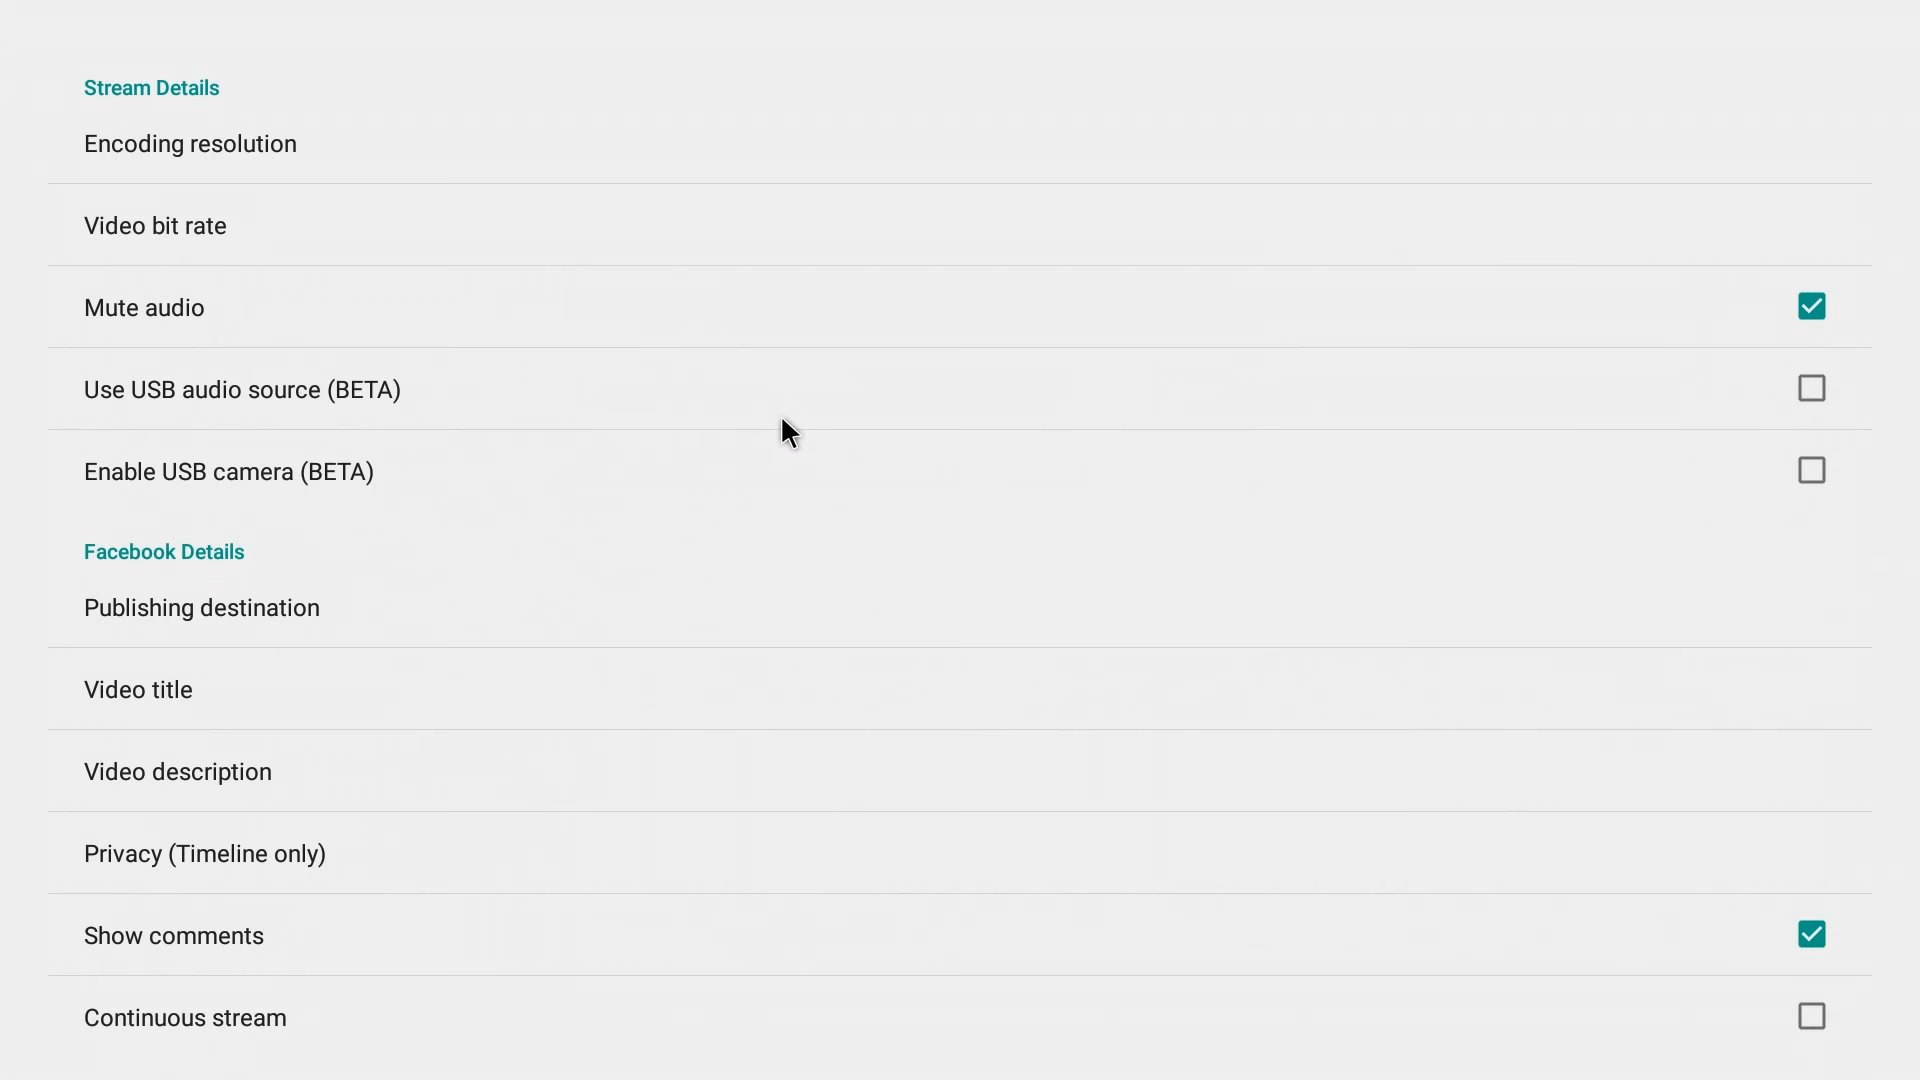 Stream Details
Encoding resolution
Video bit rate
Mute audio
Use USB audio source (BETA)
Enable USB camera (BETA)
Facebook Details
Publishing destination
Video title
Video description
Privacy (Timeline only)
Show comments
Continuous stream